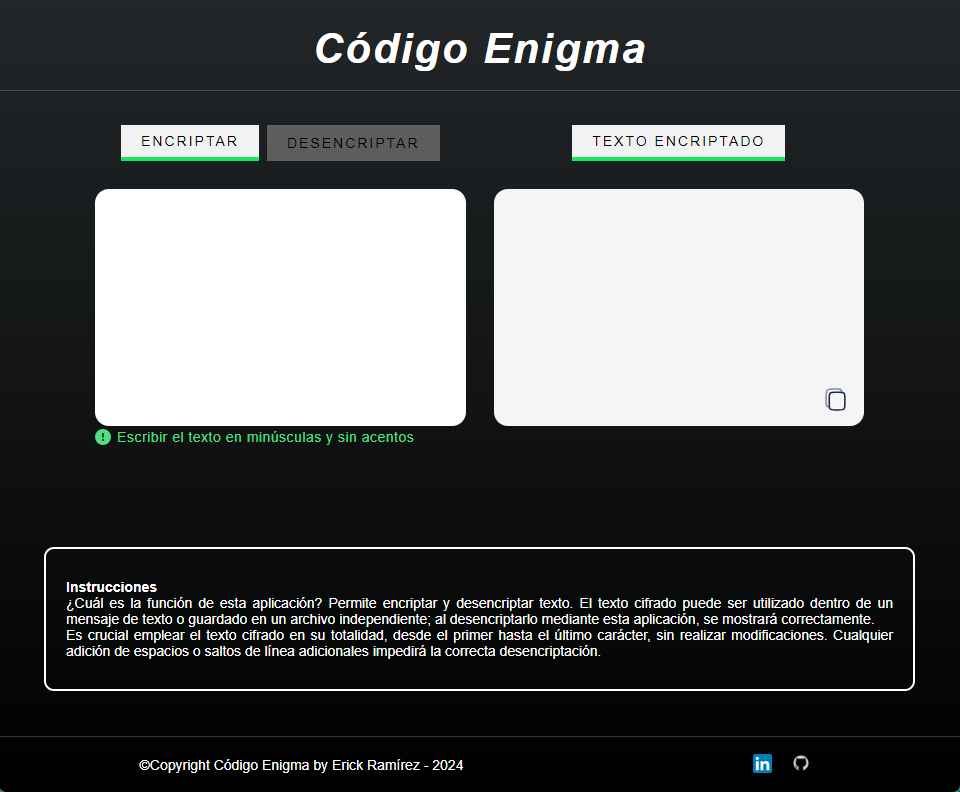 Código Enigma
ENCRIPTAR
DESENCRIPTAR
TEXTO ENCRIPTADO
Escribir el texto en minúsculas y sin acentos
Instrucciones
¿Cuál es la función de esta aplicación? Permite encriptar y desencriptar texto. El texto cifrado puede ser utilizado dentro de un
mensaje de texto o guardado en un archivo independiente; al desencriptarlo mediante esta aplicación, se mostrará correctamente.
Es crucial emplear el texto cifrado en su totalidad, desde el primer hasta el último carácter, sin realizar modificaciones. Cualquier
adición de espacios o saltos de línea adicionales impedirá la correcta desencriptación.
©Copyright Código Enigma by Erick Ramírez - 2024
in